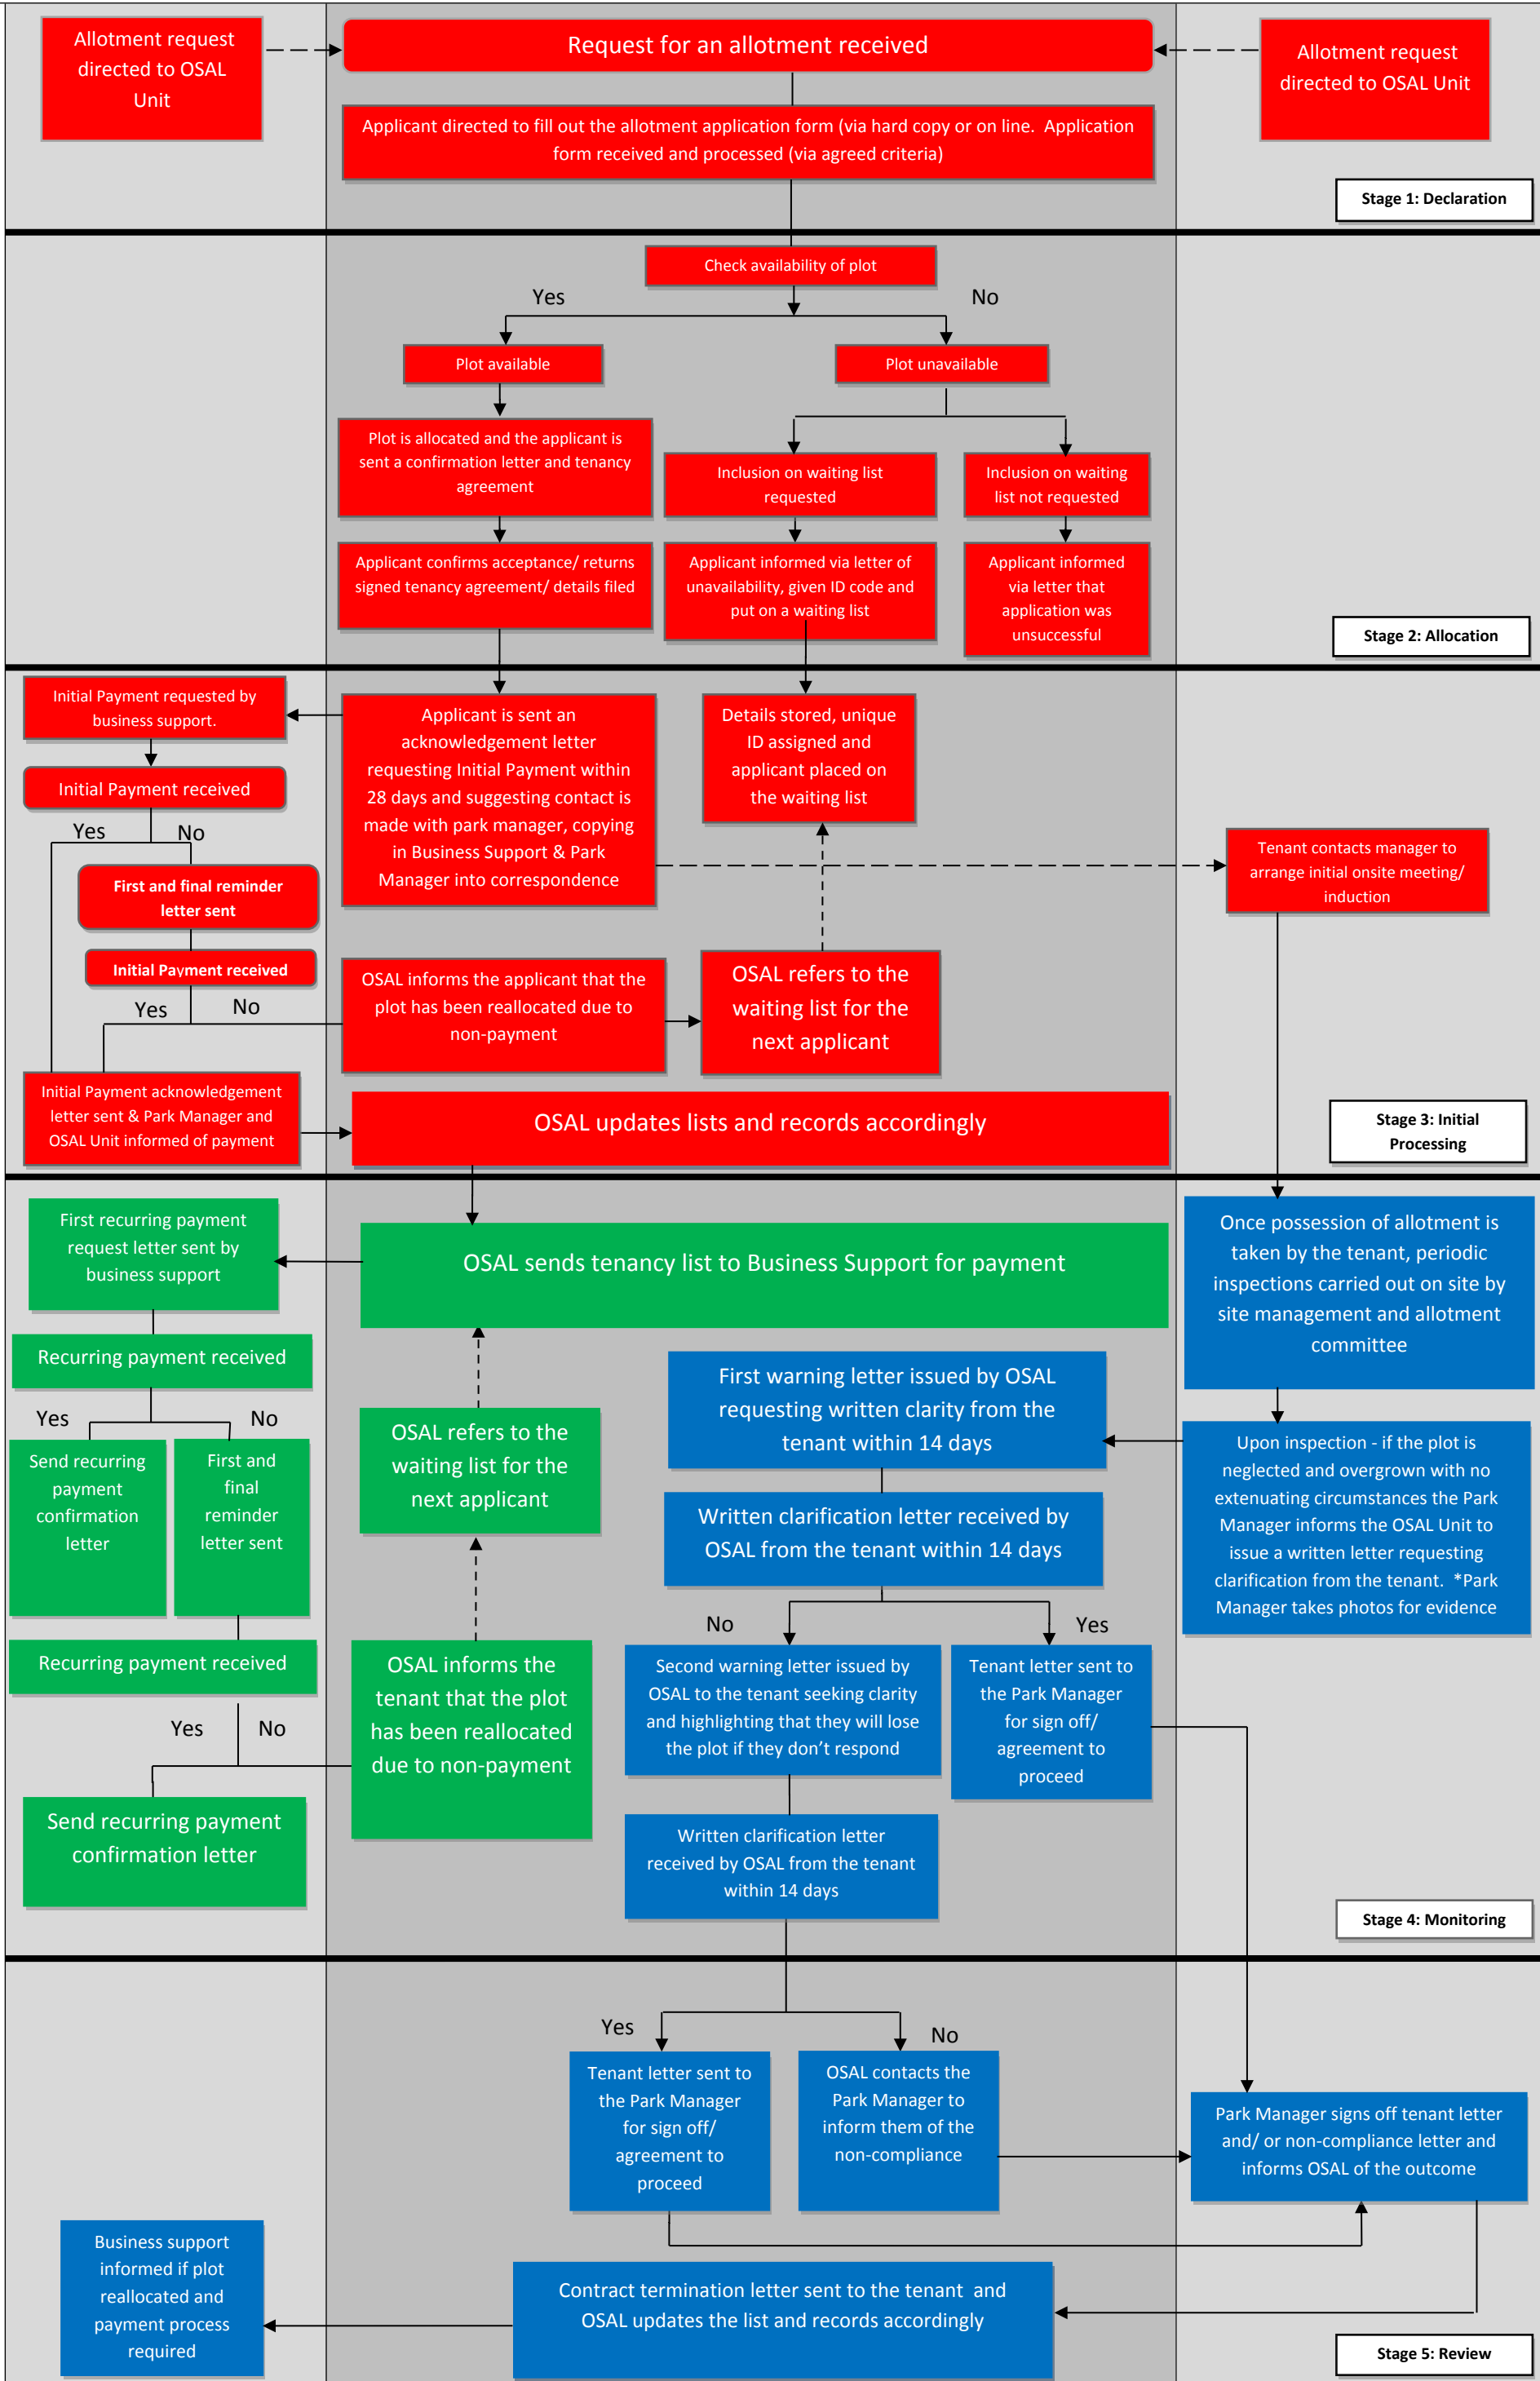 Allotment request
directed to OSAL
Unit
Request for an allotment received
Allotment request
directed to OSAL Unit
Applicant directed to fill out the allotment application form (via hard copy or on line.  Application
form received and processed (via agreed criteria)
Stage 1: Declaration
Check availability of plot
Yes
No
Plot available
Plot unavailable
Plot is allocated and the applicant is
sent a confirmation letter and tenancy
agreement
Inclusion on waiting list
requested
Inclusion on waiting
list not requested
Applicant confirms acceptance/ returns
signed tenancy agreement/ details filed
Applicant informed via letter of
unavailability, given ID code and
put on a waiting list
Applicant informed
via letter that
application was
unsuccessful
Stage 2: Allocation
Initial Payment requested by
business support.
Initial Payment received
Yes
No
First and final reminder
letter sent
Initial Payment received
Yes
No
Initial Payment acknowledgement
letter sent & Park Manager and
OSAL Unit informed of payment
Applicant is sent an
acknowledgement letter
requesting Initial Payment within
28 days and suggesting contact is
made with park manager, copying
in Business Support & Park
Manager into correspondence
Details stored, unique
ID assigned and
applicant placed on
the waiting list
Tenant contacts manager to
arrange initial onsite meeting/
induction
OSAL informs the applicant that the
plot has been reallocated due to
non-payment
OSAL refers to the
waiting list for the
next applicant
OSAL updates lists and records accordingly
Stage 3: Initial
Processing
First recurring payment
request letter sent by
business support
OSAL sends tenancy list to Business Support for payment
Once possession of allotment is
taken by the tenant, periodic
inspections carried out on site by
site management and allotment
committee
Recurring payment received
Yes
No
Send recurring
payment
confirmation
letter
First and
final
reminder
letter sent
Recurring payment received
Yes
No
Send recurring payment
confirmation letter
OSAL refers to the
waiting list for the
next applicant
OSAL informs the
tenant that the plot
has been reallocated
due to non-payment
First warning letter issued by OSAL
requesting written clarity from the
tenant within 14 days
Upon inspection - if the plot is
neglected and overgrown with no
extenuating circumstances the Park
Manager informs the OSAL Unit to
issue a written letter requesting
clarification from the tenant.  *Park
Manager takes photos for evidence
Written clarification letter received by
OSAL from the tenant within 14 days
No
Yes
Second warning letter issued by
OSAL to the tenant seeking clarity
and highlighting that they will lose
the plot if they don’t respond
Tenant letter sent to
the Park Manager
for sign off/
agreement to
proceed
Written clarification letter
received by OSAL from the tenant
within 14 days
Stage 4: Monitoring
Yes
No
Tenant letter sent to
the Park Manager
for sign off/
agreement to
proceed
OSAL contacts the
Park Manager to
inform them of the
non-compliance
Park Manager signs off tenant letter
and/ or non-compliance letter and
informs OSAL of the outcome
Business support
informed if plot
reallocated and
payment process
required
Contract termination letter sent to the tenant  and
OSAL updates the list and records accordingly
Stage 5: Review